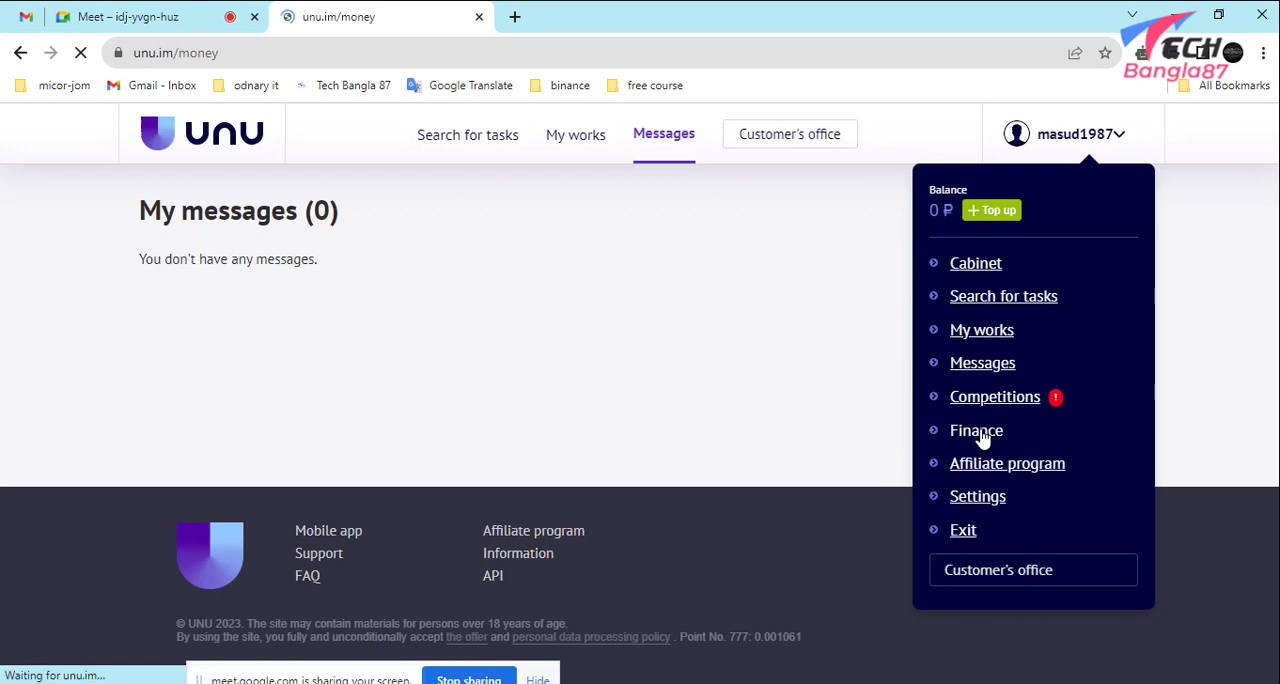 Meet – idj-yvgn-huz
unu.im/money
unu.im/money
TECH
Bangla87
micor-jom
Gmail - Inbox
odnary it
Tech Bangla 87
Google Translate
binance
free course
All Bookmarks
unu
Search for tasks
My works
Messages
Customer's office
masud1987
My messages (0)
You don't have any messages.
Balance
0 ₽
+ Top up
Cabinet
Search for tasks
My works
Messages
Competitions !
Finance
Affiliate program
Settings
Exit
Customer's office
Mobile app
Support
FAQ
Affiliate program
Information
API
© UNU 2023. The site may contain materials for persons over 18 years of age.
By using the site, you fully and unconditionally accept the offer and personal data processing policy . Point No. 777: 0.001061
Waiting for unu.im...
meet.google.com is sharing your screen.
Stop sharing
Hide